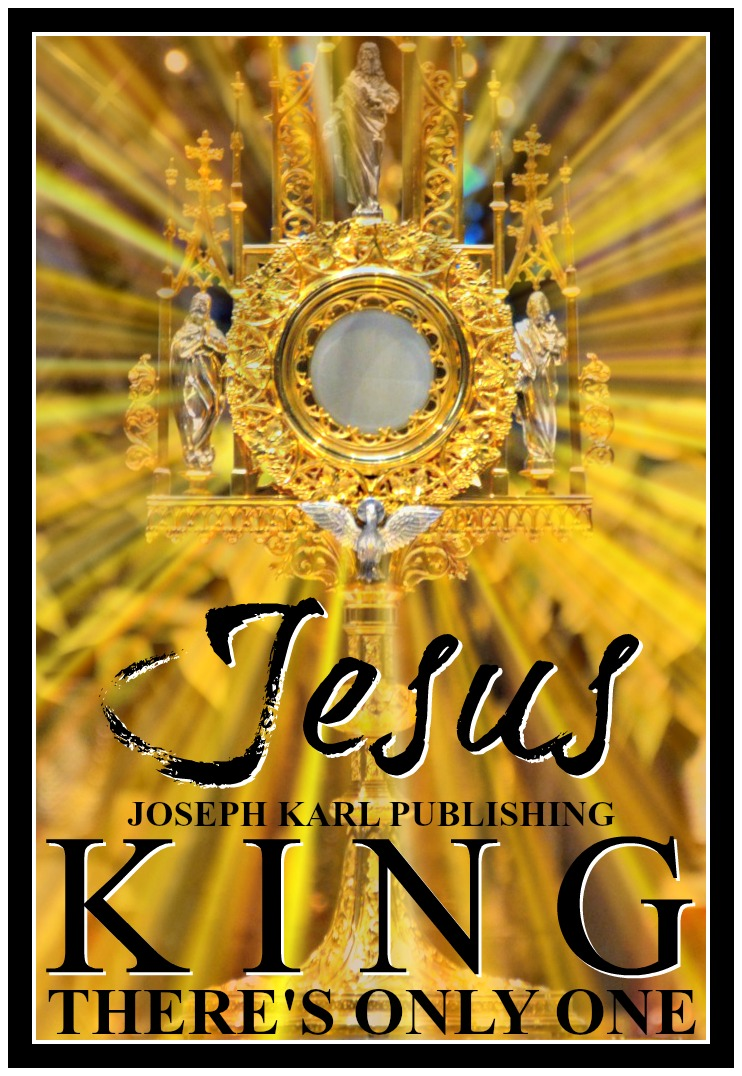 Jesus
JOSEPH KARL PUBLISHING
KING
THERE'S ONLY ONE